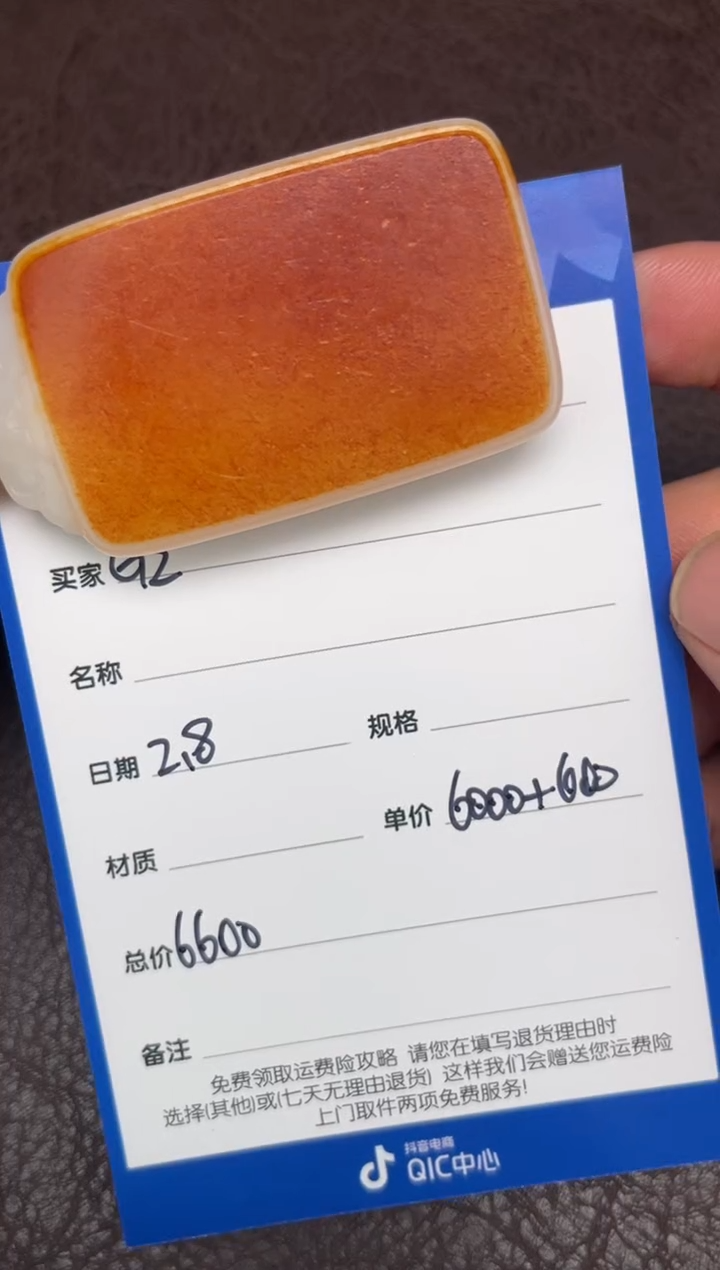 买家 G2
名称
日期 2.8 规格
单价 6000+600
材质
总价 6600
备注
免费领取运费险攻略 请您在填写退货理由时
选择(其他)或(七天无理由退货) 这样我们会赠送您运费险
上门取件两项免费服务!
抖音电商
QIC中心